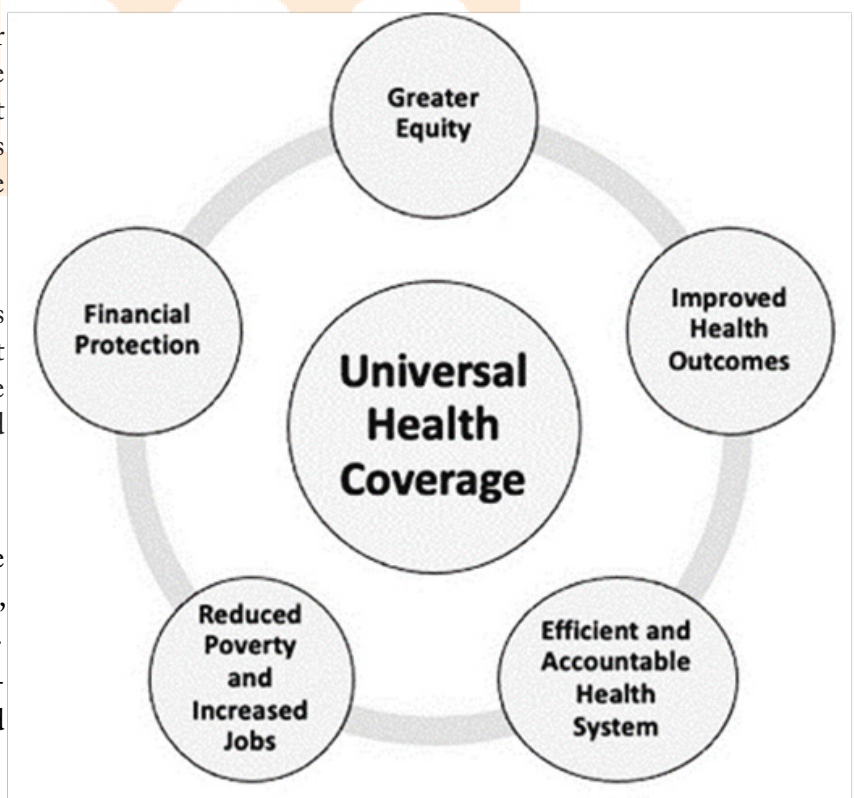 Greater
Equity
Improved
Health
Outcomes
Efficient and
Accountable
Health
System
Reduced
Poverty
and
Increased
Jobs
Financial
Protection
Universal
Health
Coverage